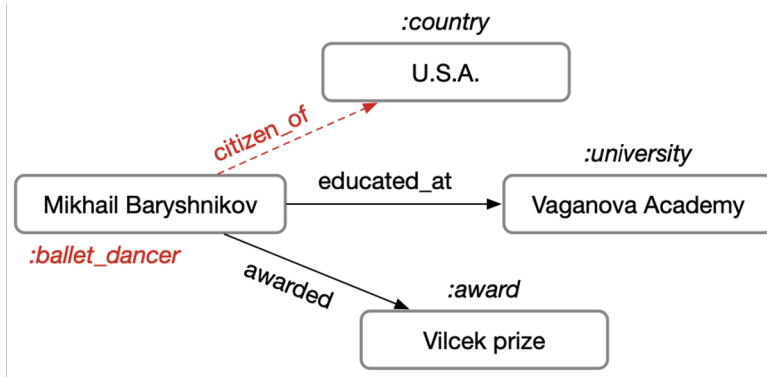 :country
U.S.A.
citizen_of
:university
educated_at
Mikhail Baryshnikov
Vaganova Academy
:ballet_dancer
awarded
:award
Vilcek prize